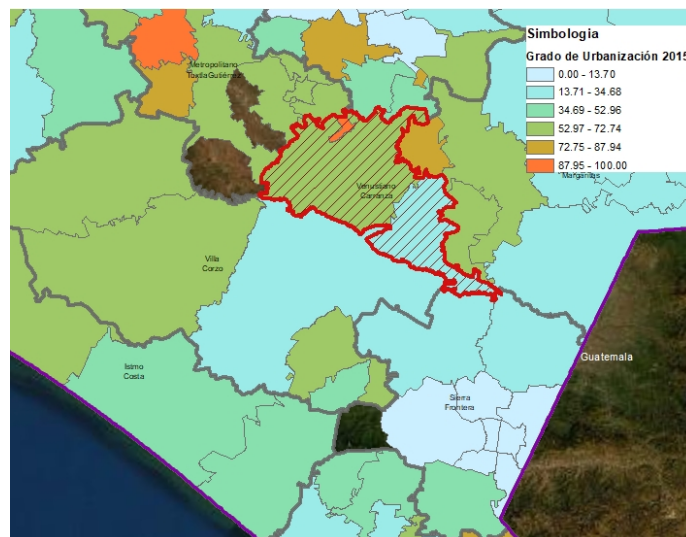 Simbologia
Grado de Urbanización 2015
0.00 - 13.70
13.71 - 34.68
34.69 - 52.96
52.97 - 72.74
72.75 - 87.94
87.95 - 100.00
Metropolitano
Margaritas
Venustiano
Carranza
Villa
Corzo
Guatemala
Istmo
Costa
Sierra
Frontera